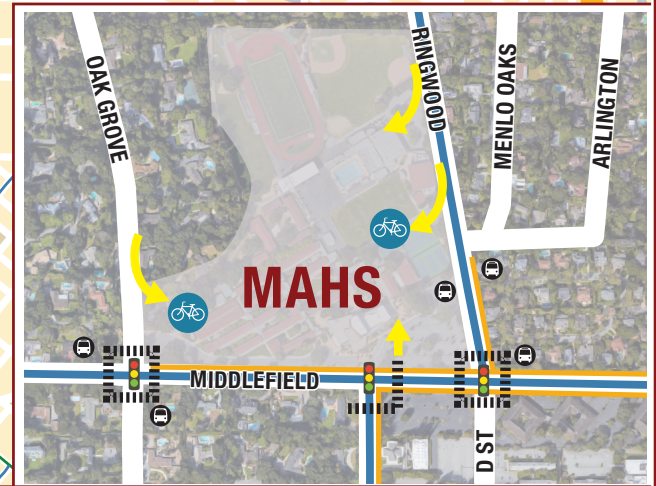 OAK GROVE
RINGWOOD
MENLO OAKS
ARLINGTON
MAHS
MIDDLEFIELD
D ST